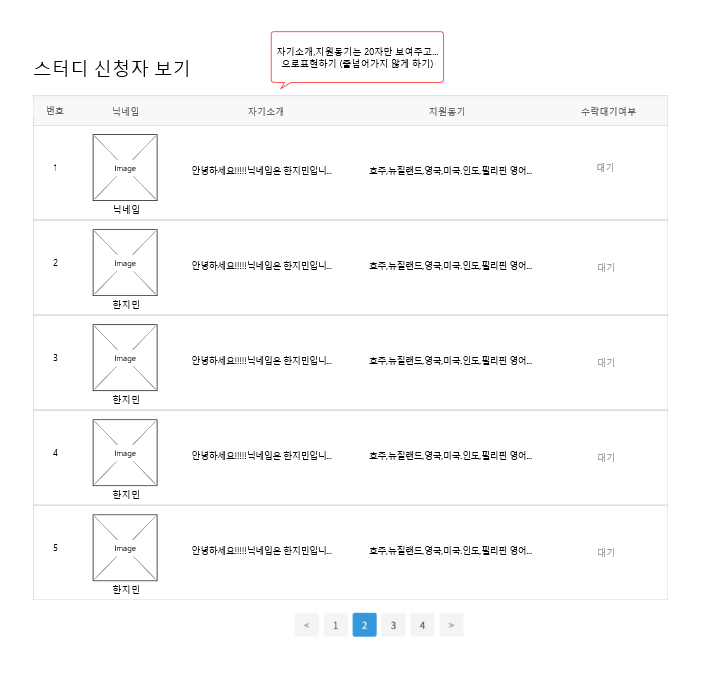 자기소개,지원동기는 20자만 보여주고...
으로표현하기 (줄넘어가지 않게 하기)
스터디 신청자 보기
번호 닉네임 자기소개 지원동기 수락대기여부
1 Image 안녕하세요!!!!!닉네임은 한지민입니... 호주,뉴질랜드,영국,미국.인도,필리핀 영어... 대기
닉네임
2 Image 안녕하세요!!!!!닉네임은 한지민입니... 호주,뉴질랜드,영국,미국.인도,필리핀 영어... 대기
한지민
3 Image 안녕하세요!!!!!닉네임은 한지민입니... 호주,뉴질랜드,영국,미국.인도,필리핀 영어... 대기
한지민
4 Image 안녕하세요!!!!!닉네임은 한지민입니... 호주,뉴질랜드,영국,미국.인도,필리핀 영어... 대기
한지민
5 Image 안녕하세요!!!!!닉네임은 한지민입니... 호주,뉴질랜드,영국,미국.인도,필리핀 영어... 대기
한지민
< 1 2 3 4 >